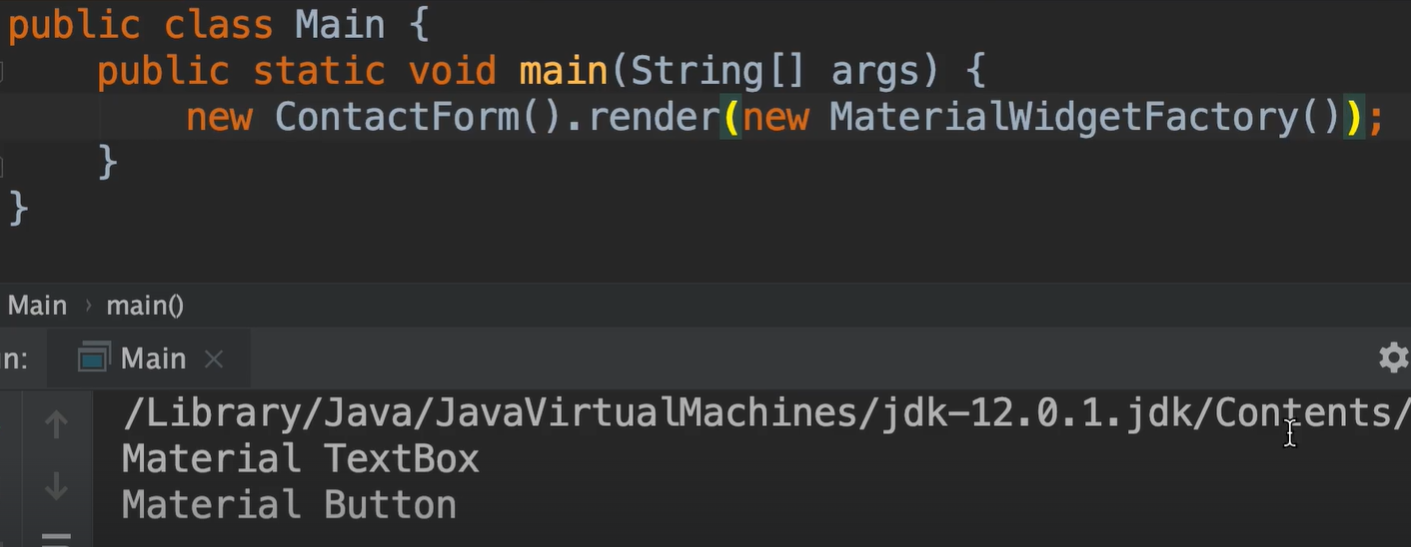 public class Main {
public static void main(String[] args) {
new ContactForm().render(new MaterialWidgetFactory());
}
}
Main › main()
n: Main ×
/Library/Java/JavaVirtualMachines/jdk-12.0.1.jdk/Contents/
Material TextBox
Material Button